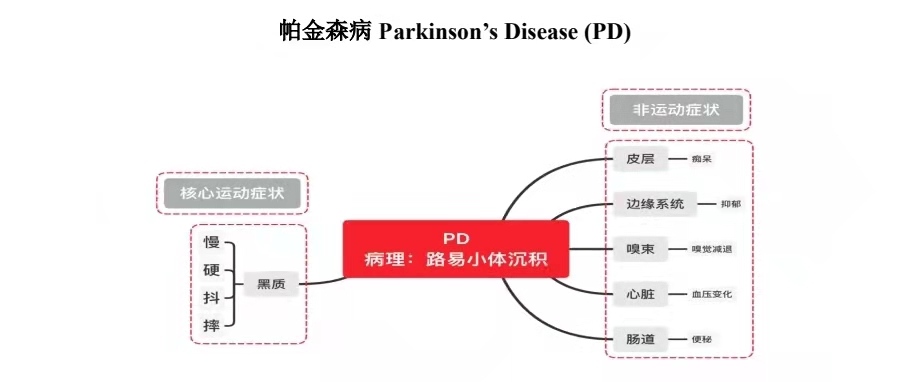 帕金森病 Parkinson’s Disease (PD)
核心运动症状
慢
硬
抖
摔
黑质
PD
病理：路易小体沉积
非运动症状
皮层
痴呆
边缘系统
抑郁
嗅束
嗅觉减退
心脏
血压变化
肠道
便秘